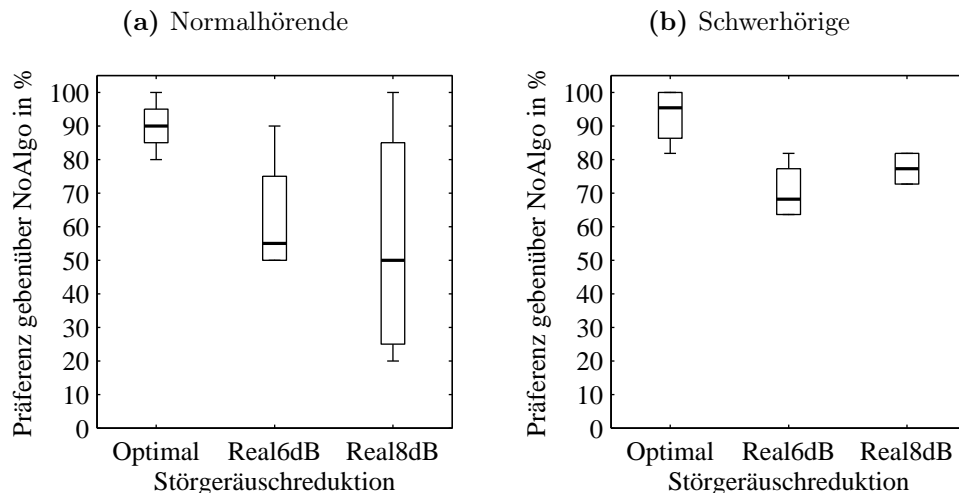 (a) Normalhörende
Präferenz gebenüber NoAlgo in %
100
90
80
70
60
50
40
30
20
10
0
Optimal Real6dB Real8dB
Störgeräuschreduktion
(b) Schwerhörige
Präferenz gebenüber NoAlgo in %
100
90
80
70
60
50
40
30
20
10
0
Optimal Real6dB Real8dB
Störgeräuschreduktion